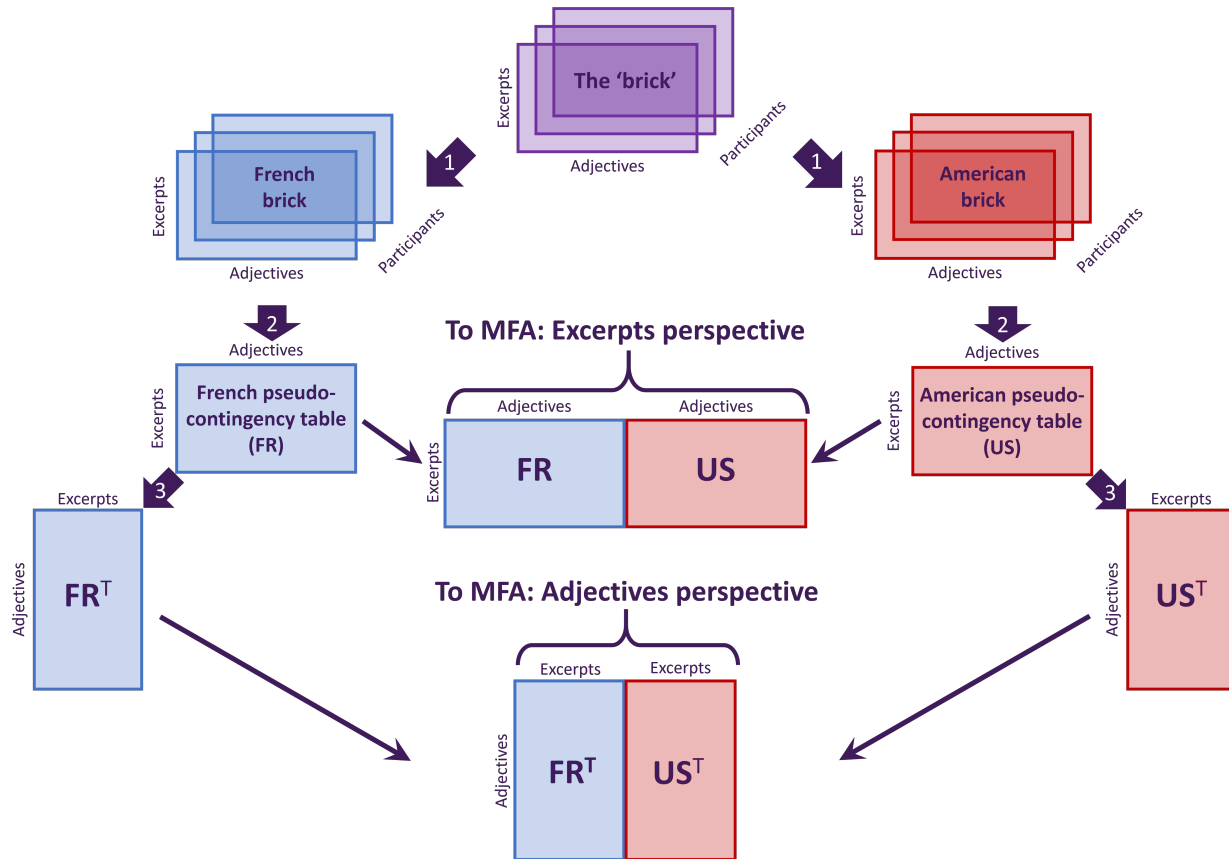 The ‘brick’
Excerpts
Adjectives
Participants
1
1
French
brick
Excerpts
Adjectives
Participants
American
brick
Excerpts
Adjectives
Participants
2
2
To MFA: Excerpts perspective
Adjectives
Excerpts
French pseudo-
contingency table
(FR)
Adjectives
Adjectives
Excerpts
FR
US
Adjectives
Excerpts
American pseudo-
contingency table
(US)
3
3
Excerpts
Adjectives
FRᵀ
Excerpts
Adjectives
USᵀ
To MFA: Adjectives perspective
Excerpts
Excerpts
Adjectives
FRᵀ
USᵀ